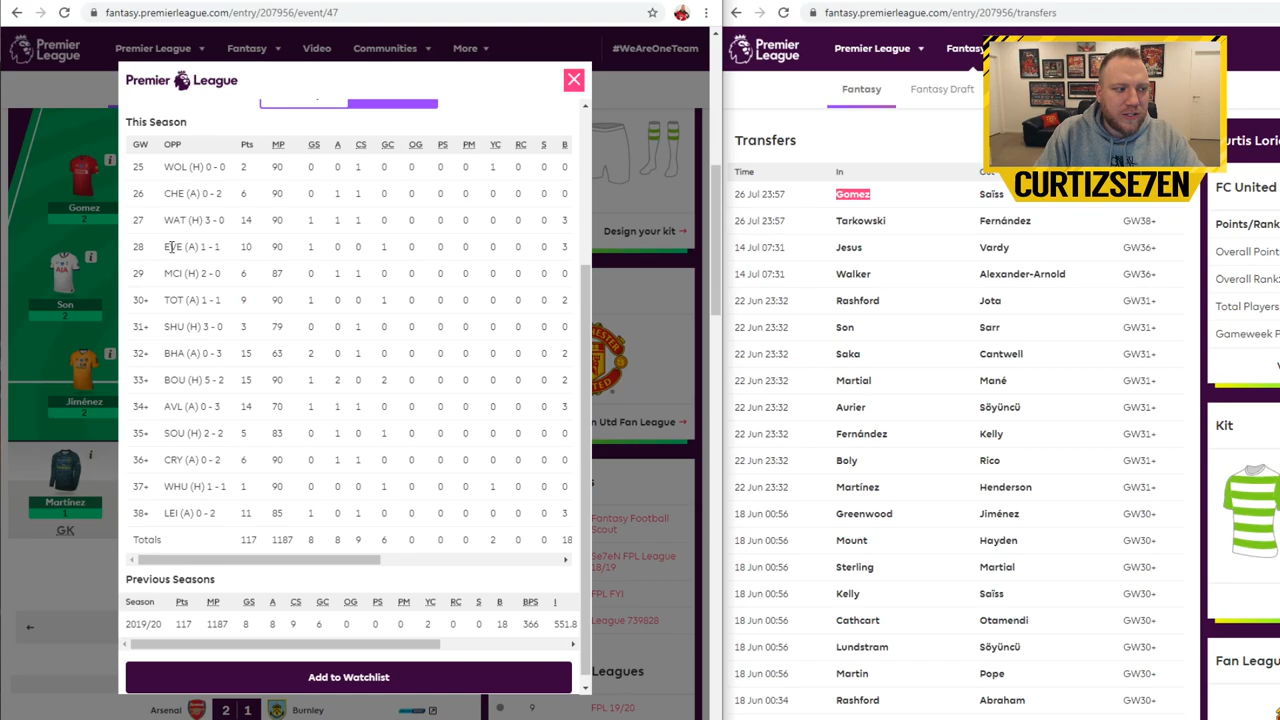 fantasy.premierleague.com/entry/207956/event/47
Premier League
Premier League
Fantasy
Video
Communities
More
#WeAreOneTeam
Gomez
2
Son
2
Jiménez
2
Martínez
1
GK
Premier League
This Season
GW OPP Pts MP GS A CS GC OG PS PM YC RC S B
25 WOL (H) 0 - 0 2 90 0 0 1 0 0 0 0 1 0 0 0
26 CHE (A) 0 - 2 6 90 0 1 1 0 0 0 0 0 0 0 0
27 WAT (H) 3 - 0 14 90 1 1 1 0 0 0 0 0 0 0 3
28 EVE (A) 1 - 1 10 90 1 0 0 1 0 0 0 0 0 0 3
29 MCI (H) 2 - 0 6 87 0 1 1 0 0 0 0 0 0 0 0
30+ TOT (A) 1 - 1 9 90 1 0 0 1 0 0 0 0 0 0 2
31+ SHU (H) 3 - 0 3 79 0 0 1 0 0 0 0 0 0 0 0
32+ BHA (A) 0 - 3 15 63 2 0 1 0 0 0 0 0 0 0 2
33+ BOU (H) 5 - 2 15 90 1 2 0 2 0 0 0 0 0 0 2
34+ AVL (A) 0 - 3 14 70 1 1 1 0 0 0 0 0 0 0 3
35+ SOU (H) 2 - 2 5 83 0 1 0 1 0 0 0 0 0 0 0
36+ CRY (A) 0 - 2 6 90 0 1 1 0 0 0 0 0 0 0 0
37+ WHU (H) 1 - 1 1 90 0 0 0 1 0 0 0 1 0 0 0
38+ LEI (A) 0 - 2 11 85 1 0 1 0 0 0 0 0 0 0 3
Totals 117 1187 8 8 9 6 0 0 0 2 0 0 18
Previous Seasons
Season Pts MP GS A CS GC OG PS PM YC RC S B BPS I
2019/20 117 1187 8 8 9 6 0 0 0 2 0 0 18 366 551.8
Add to Watchlist
Arsenal 2 1 Burnley
Design your kit
n Utd Fan League
s
Fantasy Football
Scout
Se7eN FPL League
18/19
FPL FYI
League 739828
Leagues
9 FPL 19/20
fantasy.premierleague.com/entry/207956/transfers
Premier League
Premier League
Fantasy
Fantasy
Fantasy Draft
CURTIZSE7EN
Transfers
Time In Out
26 Jul 23:57 Gomez Saïss
26 Jul 23:57 Tarkowski Fernández GW38+
14 Jul 07:31 Jesus Vardy GW36+
14 Jul 07:31 Walker Alexander-Arnold GW36+
22 Jun 23:32 Rashford Jota GW31+
22 Jun 23:32 Son Sarr GW31+
22 Jun 23:32 Saka Cantwell GW31+
22 Jun 23:32 Martial Mané GW31+
22 Jun 23:32 Aurier Söyüncü GW31+
22 Jun 23:32 Fernández Kelly GW31+
22 Jun 23:32 Boly Rico GW31+
22 Jun 23:32 Martínez Henderson GW31+
18 Jun 00:56 Greenwood Jiménez GW30+
18 Jun 00:56 Mount Hayden GW30+
18 Jun 00:56 Sterling Martial GW30+
18 Jun 00:56 Kelly Saïss GW30+
18 Jun 00:56 Cathcart Otamendi GW30+
18 Jun 00:56 Lundstram Söyüncü GW30+
18 Jun 00:56 Martin Pope GW30+
18 Jun 00:34 Rashford Abraham GW30+
Curtis Lori
FC United
Points/Rank
Overall Point
Overall Rank
Total Players
Gameweek P
Kit
Fan Leag